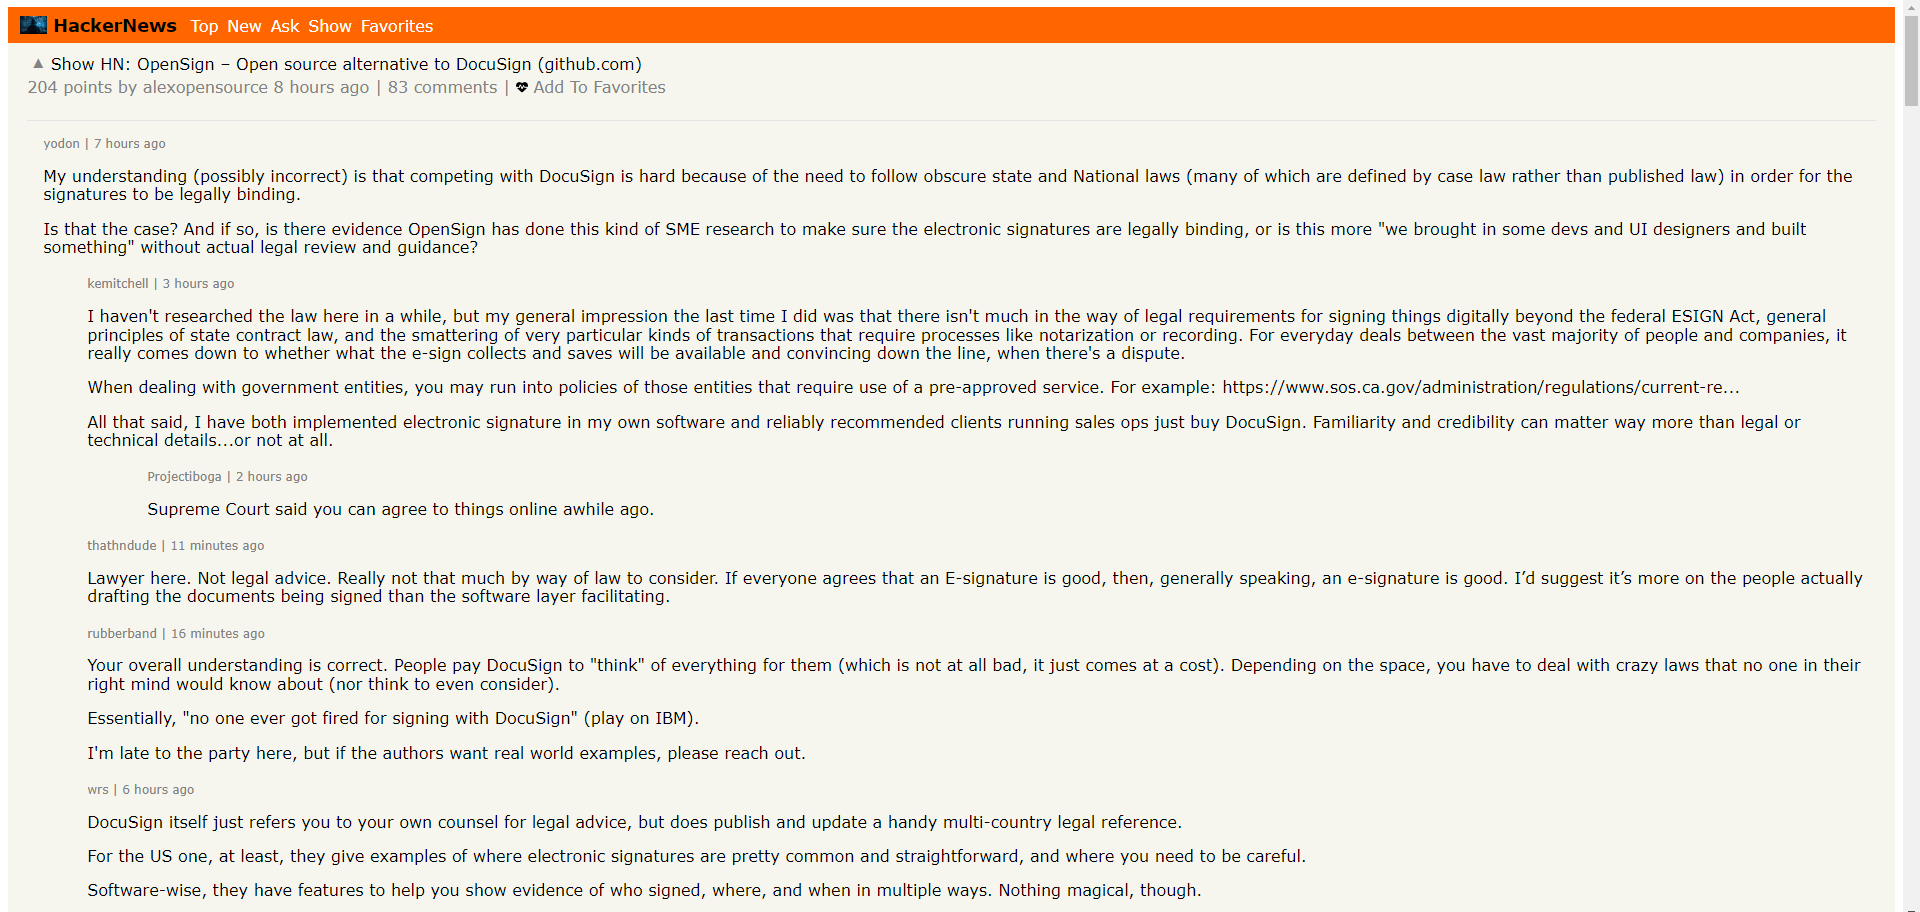 HackerNews Top New Ask Show Favorites
▲ Show HN: OpenSign – Open source alternative to DocuSign (github.com)
204 points by alexopensource 8 hours ago | 83 comments | Add To Favorites
yodon | 7 hours ago
My understanding (possibly incorrect) is that competing with DocuSign is hard because of the need to follow obscure state and National laws (many of which are defined by case law rather than published law) in order for the
signatures to be legally binding.
Is that the case? And if so, is there evidence OpenSign has done this kind of SME research to make sure the electronic signatures are legally binding, or is this more "we brought in some devs and UI designers and built
something" without actual legal review and guidance?
kemitchell | 3 hours ago
I haven't researched the law here in a while, but my general impression the last time I did was that there isn't much in the way of legal requirements for signing things digitally beyond the federal ESIGN Act, general
principles of state contract law, and the smattering of very particular kinds of transactions that require processes like notarization or recording. For everyday deals between the vast majority of people and companies, it
really comes down to whether what the e-sign collects and saves will be available and convincing down the line, when there's a dispute.
When dealing with government entities, you may run into policies of those entities that require use of a pre-approved service. For example: https://www.sos.ca.gov/administration/regulations/current-re...
All that said, I have both implemented electronic signature in my own software and reliably recommended clients running sales ops just buy DocuSign. Familiarity and credibility can matter way more than legal or
technical details...or not at all.
Projectiboga | 2 hours ago
Supreme Court said you can agree to things online awhile ago.
thathndude | 11 minutes ago
Lawyer here. Not legal advice. Really not that much by way of law to consider. If everyone agrees that an E-signature is good, then, generally speaking, an e-signature is good. I’d suggest it’s more on the people actually
drafting the documents being signed than the software layer facilitating.
rubberband | 16 minutes ago
Your overall understanding is correct. People pay DocuSign to "think" of everything for them (which is not at all bad, it just comes at a cost). Depending on the space, you have to deal with crazy laws that no one in their
right mind would know about (nor think to even consider).
Essentially, "no one ever got fired for signing with DocuSign" (play on IBM).
I'm late to the party here, but if the authors want real world examples, please reach out.
wrs | 6 hours ago
DocuSign itself just refers you to your own counsel for legal advice, but does publish and update a handy multi-country legal reference.
For the US one, at least, they give examples of where electronic signatures are pretty common and straightforward, and where you need to be careful.
Software-wise, they have features to help you show evidence of who signed, where, and when in multiple ways. Nothing magical, though.